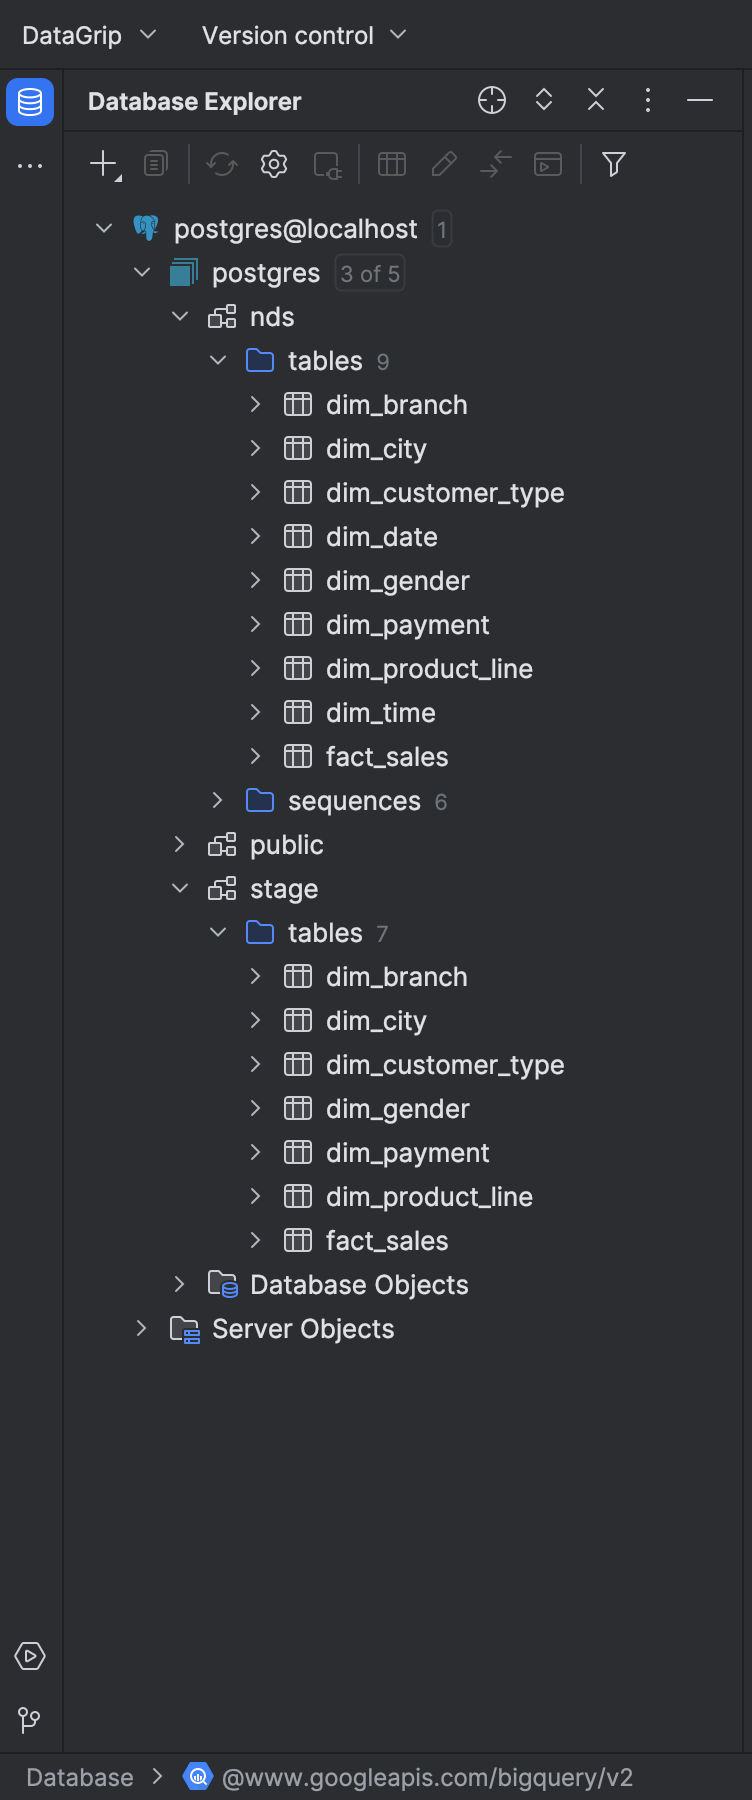 DataGrip Version control
Database Explorer
postgres@localhost 1
postgres 3 of 5
nds
tables 9
dim_branch
dim_city
dim_customer_type
dim_date
dim_gender
dim_payment
dim_product_line
dim_time
fact_sales
sequences 6
public
stage
tables 7
dim_branch
dim_city
dim_customer_type
dim_gender
dim_payment
dim_product_line
fact_sales
Database Objects
Server Objects
Database @www.googleapis.com/bigquery/v2